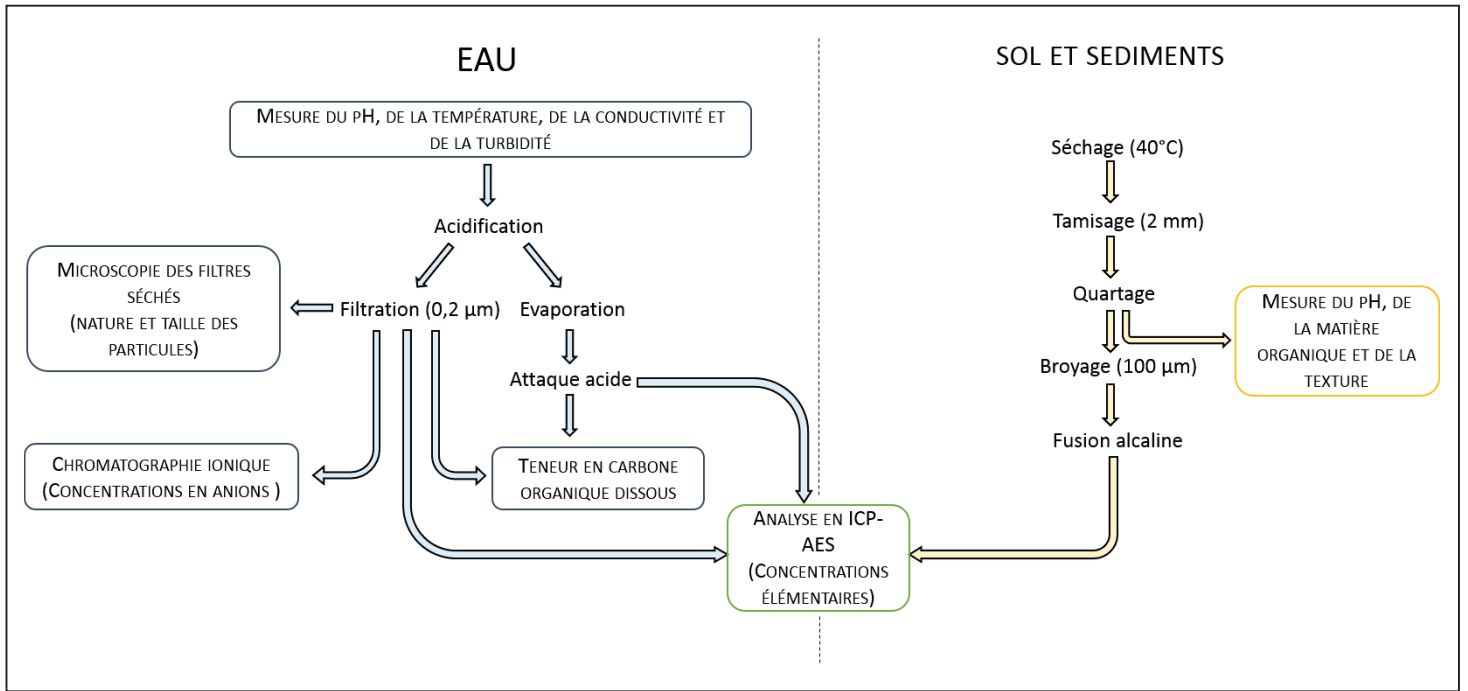 EAU
MESURE DU PH, DE LA TEMPÉRATURE, DE LA CONDUCTIVITÉ ET
DE LA TURBIDITÉ
Acidification
MICROSCOPIE DES FILTRES
SÉCHÉS
(NATURE ET TAILLE DES
PARTICULES)
Filtration (0,2 µm)
Evaporation
Attaque acide
CHROMATOGRAPHIE IONIQUE
(CONCENTRATIONS EN ANIONS )
TENEUR EN CARBONE
ORGANIQUE DISSOUS
ANALYSE EN ICP-
AES
(CONCENTRATIONS
ÉLÉMENTAIRES)
SOL ET SEDIMENTS
Séchage (40°C)
Tamisage (2 mm)
Quartage
MESURE DU PH, DE
LA MATIÈRE
ORGANIQUE ET DE LA
TEXTURE
Broyage (100 µm)
Fusion alcaline